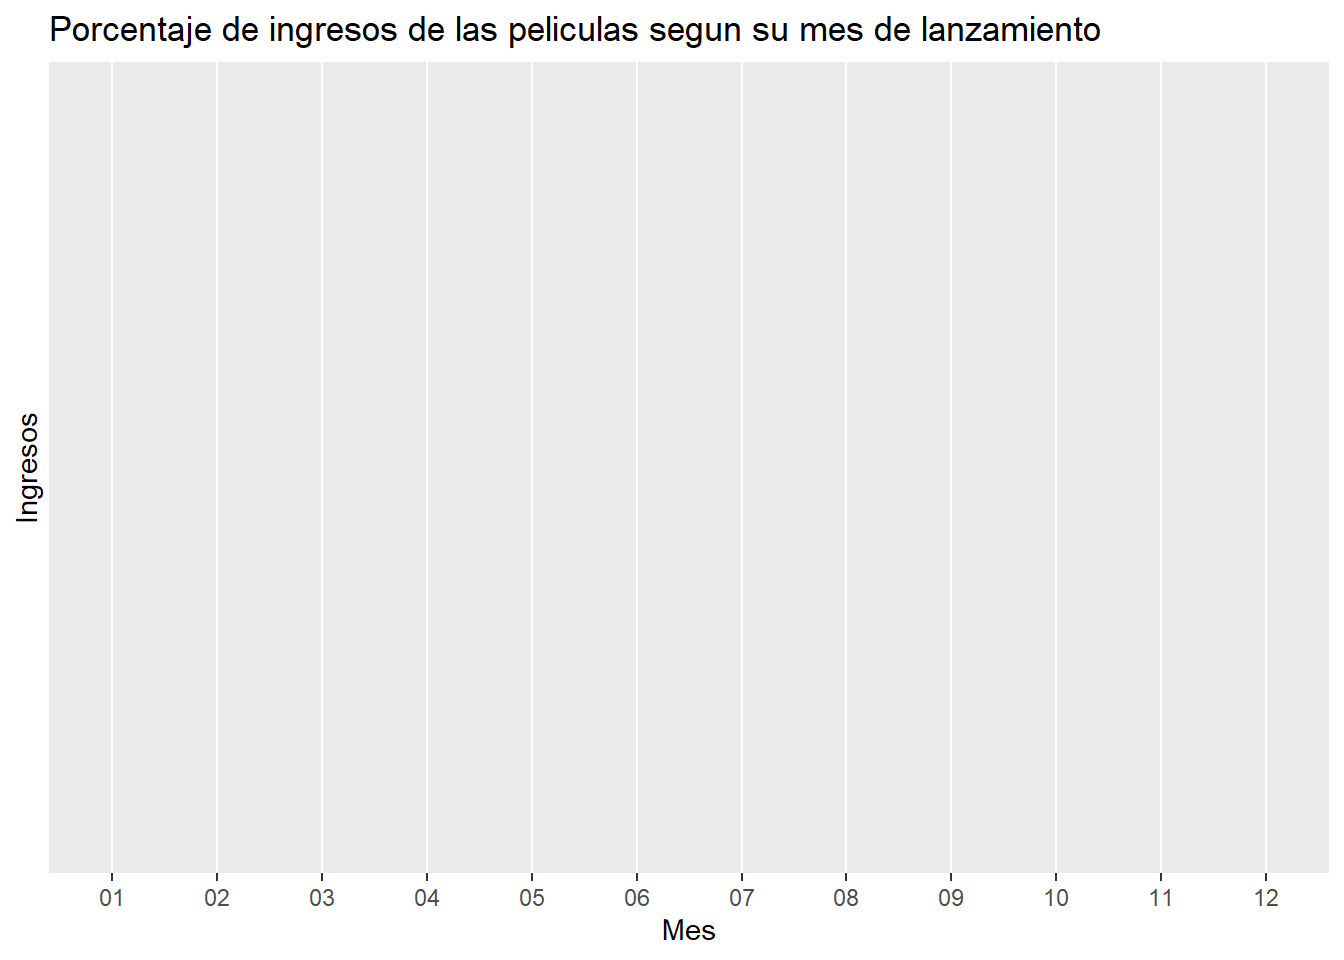 Porcentaje de ingresos de las peliculas segun su mes de lanzamiento
Ingresos
01 02 03 04 05 06 07 08 09 10 11 12
Mes